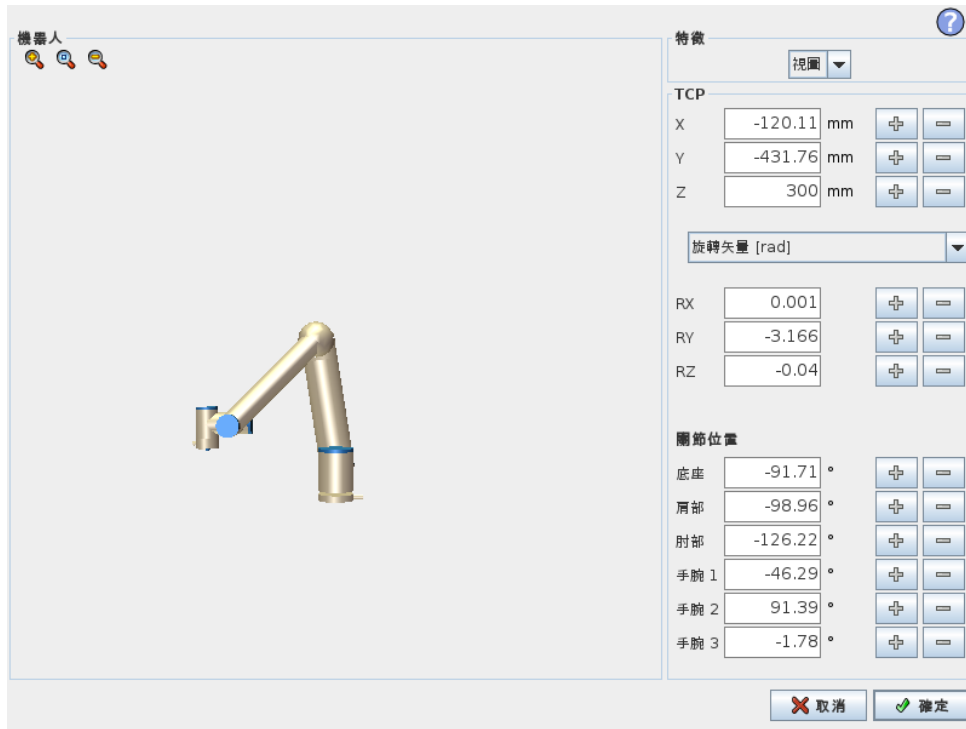 機器人
特徵
視圖
TCP
X -120.11 mm
Y -431.76 mm
Z 300 mm
旋轉矢量 [rad]
RX 0.001
RY -3.166
RZ -0.04
關節位置
底座 -91.71 °
肩部 -98.96 °
肘部 -126.22 °
手腕 1 -46.29 °
手腕 2 91.39 °
手腕 3 -1.78 °
取消 確定